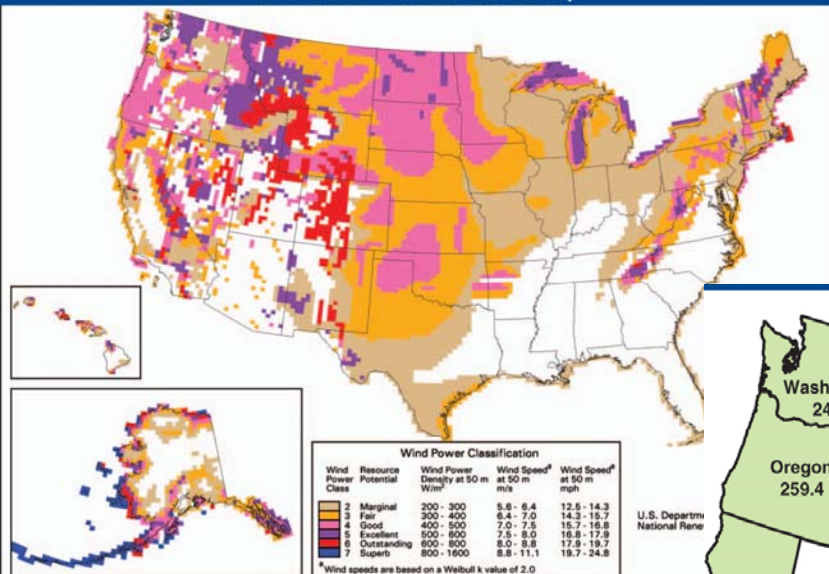 Wind Power Classification
Wind Power Class Resource Potential Wind Power Density at 50 m W/m² Wind Speedª at 50 m m/s Wind Speedª at 50 m mph
2 Marginal 200 - 300 5.6 - 6.4 12.5 - 14.3
3 Fair 300 - 400 6.4 - 7.0 14.3 - 15.7
4 Good 400 - 500 7.0 - 7.5 15.7 - 16.8
5 Excellent 500 - 600 7.5 - 8.0 16.8 - 17.9
6 Outstanding 600 - 800 8.0 - 8.8 17.9 - 19.7
7 Superb 800 - 1600 8.8 - 11.1 19.7 - 24.8
ªWind speeds are based on a Weibull k value of 2.0
U.S. Departme
National Rene
Wash
24
Oregon
259.4